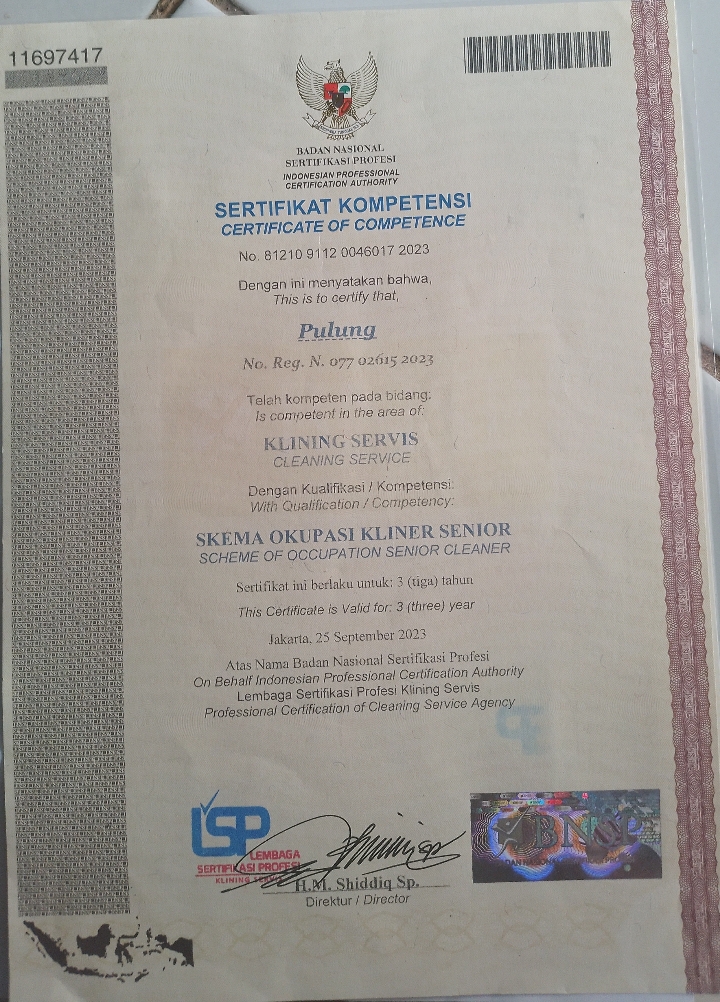 11697417
BADAN NASIONAL
SERTIFIKASI PROFESI
INDONESIAN PROFESSIONAL
CERTIFICATION AUTHORITY
SERTIFIKAT KOMPETENSI
CERTIFICATE OF COMPETENCE
No. 81210 9112 0046017 2023
Dengan ini menyatakan bahwa,
This is to certify that,
Pulung
No. Reg. N. 077 02615 2023
Telah kompeten pada bidang:
Is competent in the area of:
KLINING SERVIS
CLEANING SERVICE
Dengan Kualifikasi / Kompetensi:
With Qualification / Competency:
SKEMA OKUPASI KLINER SENIOR
SCHEME OF OCCUPATION SENIOR CLEANER
Sertifikat ini berlaku untuk: 3 (tiga) tahun
This Certificate is Valid for: 3 (three) year
Jakarta, 25 September 2023
Atas Nama Badan Nasional Sertifikasi Profesi
On Behalf Indonesian Professional Certification Authority
Lembaga Sertifikasi Profesi Klining Servis
Professional Certification of Cleaning Service Agency
LSP
LEMBAGA
SERTIFIKASI PROFESI
KLINING
BNSP
H.M. Shiddiq Sp.
Direktur / Director